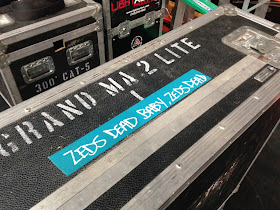 300' CAT-5
GRAND MA 2 LITE
1
ZEDS DEAD BABY, ZEDS DEAD